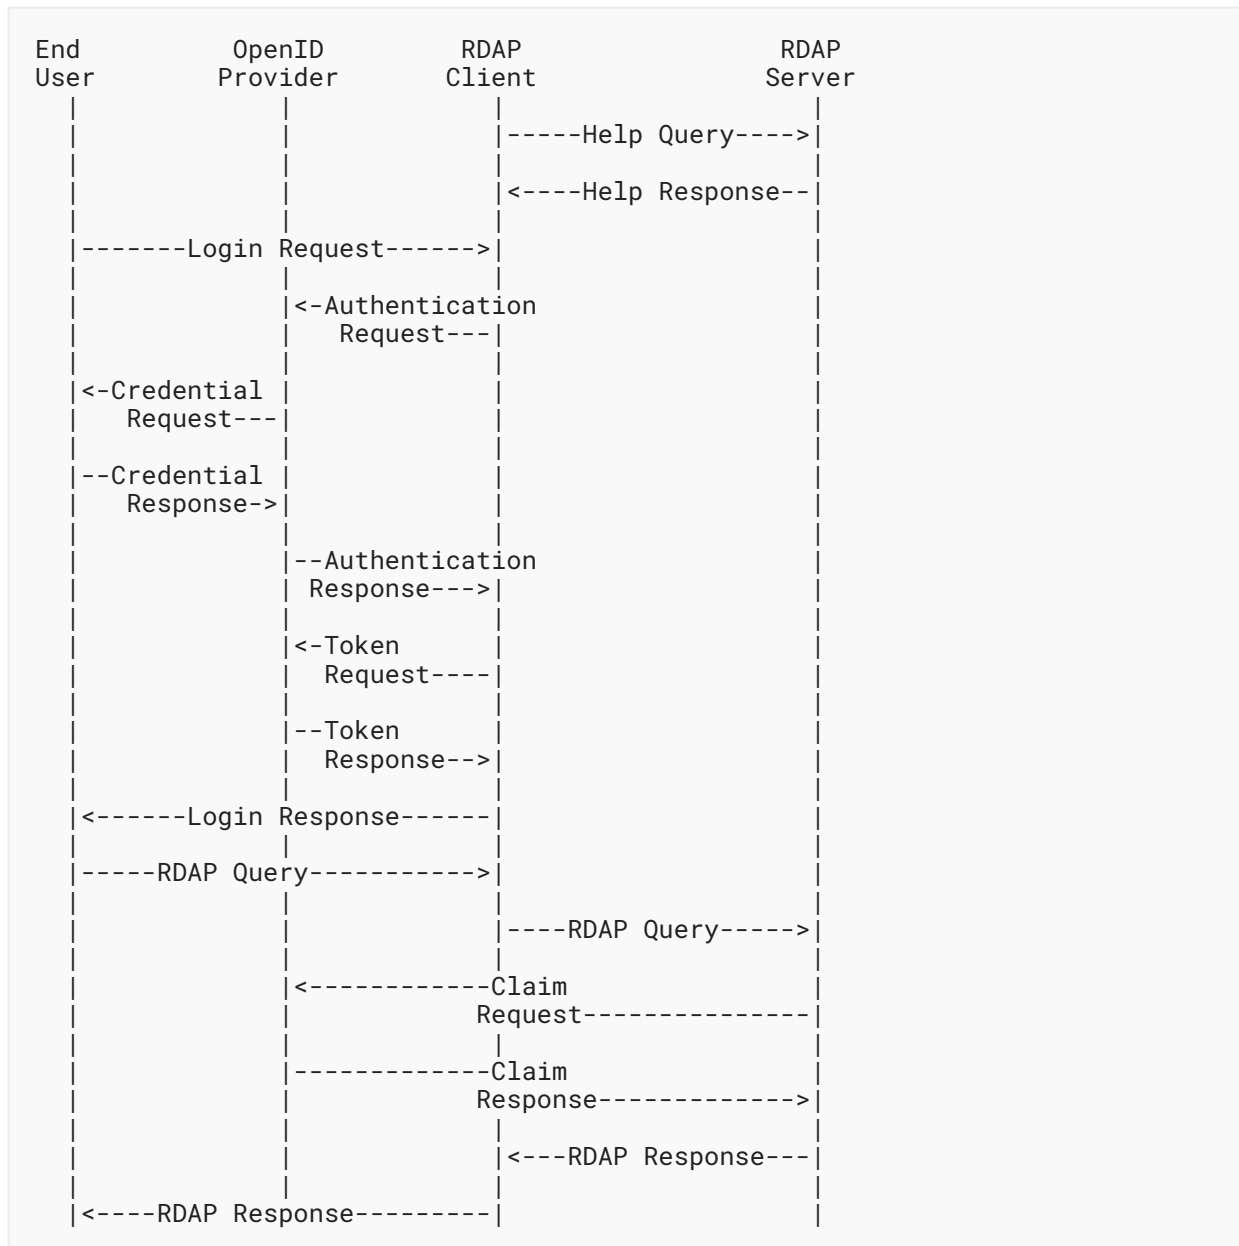 End          OpenID         RDAP                 RDAP
User        Provider       Client               Server
|-----Help Query---->|
|<----Help Response--|
|-------Login Request------>|
|<-Authentication
Request---|
|<-Credential
Request---|
|--Credential
Response->|
|--Authentication
Response--->|
|<-Token
Request----|
|--Token
Response-->|
|<------Login Response------|
|-----RDAP Query----------->|
|----RDAP Query----->|
|<------------Claim
Request---------------|
|-------------Claim
Response------------->|
|<---RDAP Response---|
|<----RDAP Response---------|